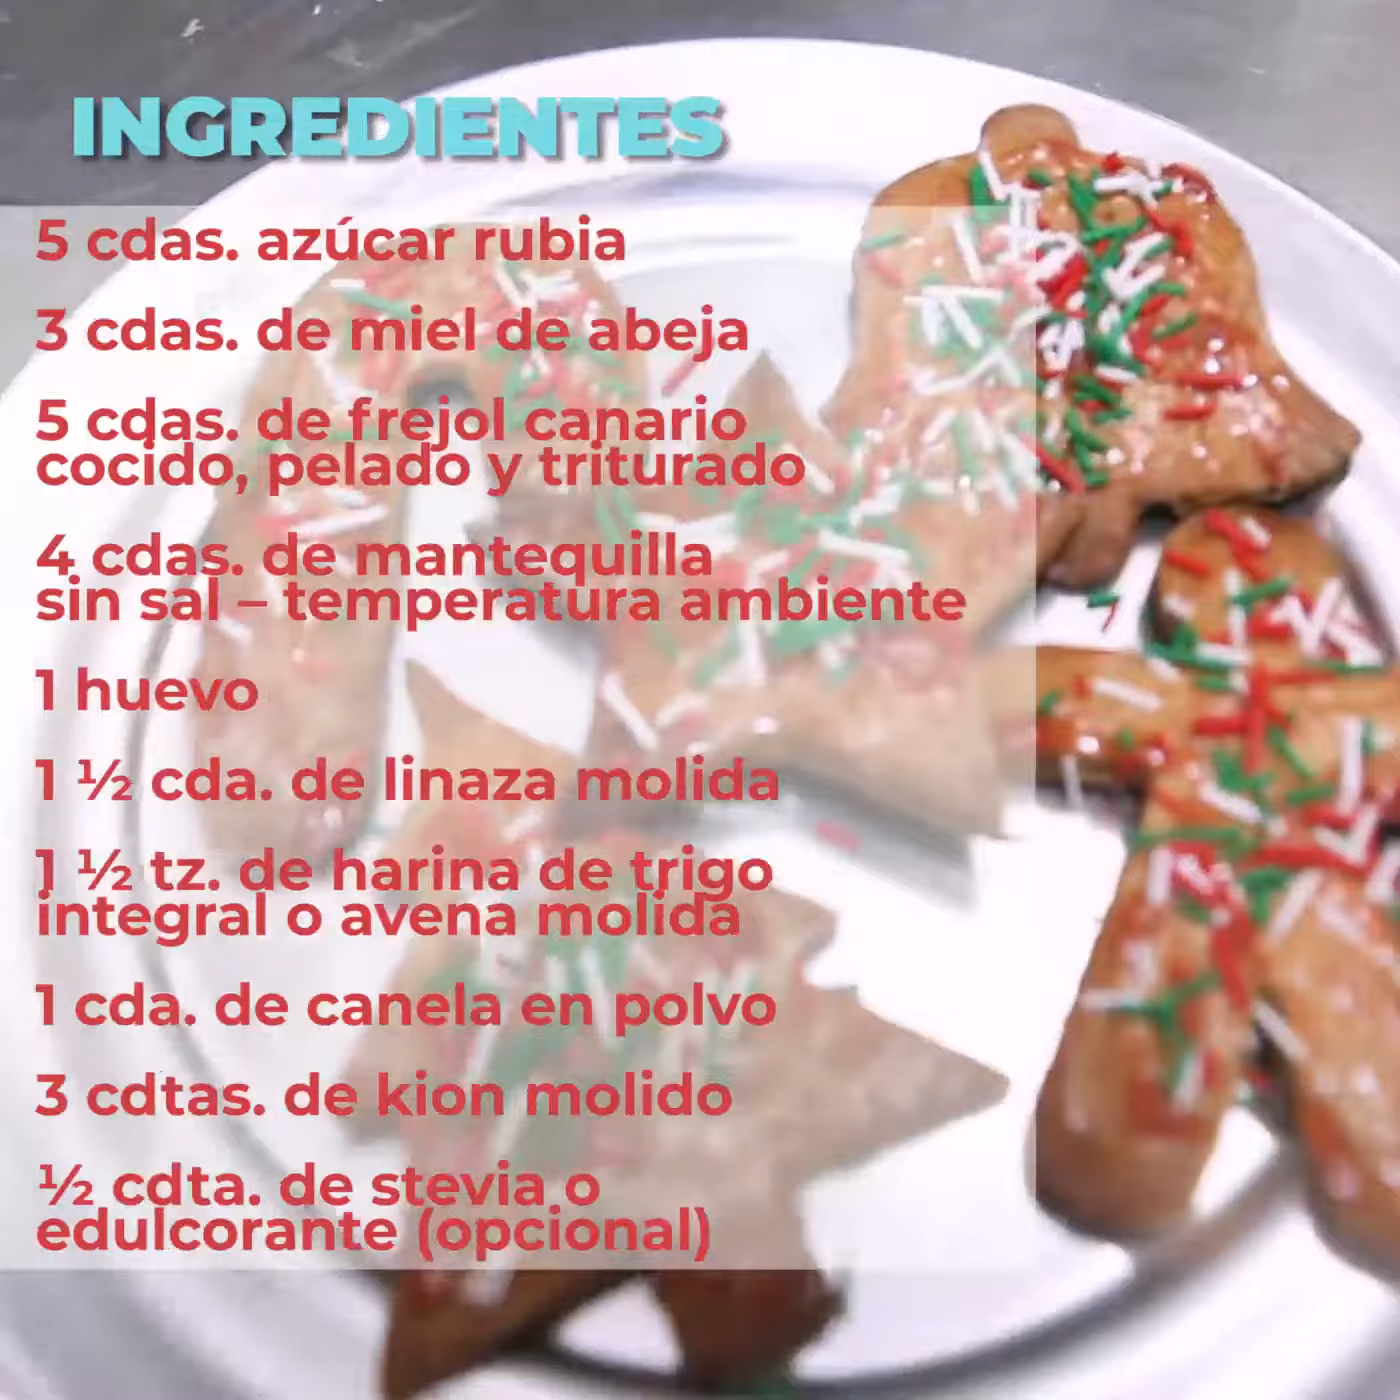 INGREDIENTES
5 cdas. azúcar rubia
3 cdas. de miel de abeja
5 cdas. de frejol canario
cocido, pelado y triturado
4 cdas. de mantequilla
sin sal – temperatura ambiente
1 huevo
1 ½ cda. de linaza molida
1 ½ tz. de harina de trigo
integral o avena molida
1 cda. de canela en polvo
3 cdtas. de kion molido
½ cdta. de stevia o
edulcorante (opcional)